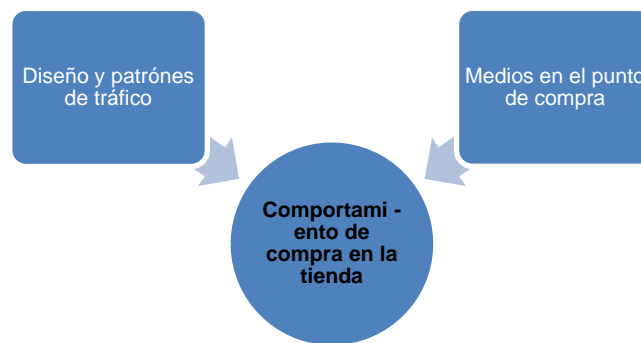 Diseño y patrónes
de tráfico
Medios en el punto
de compra
Comportami -
ento de
compra en la
tienda